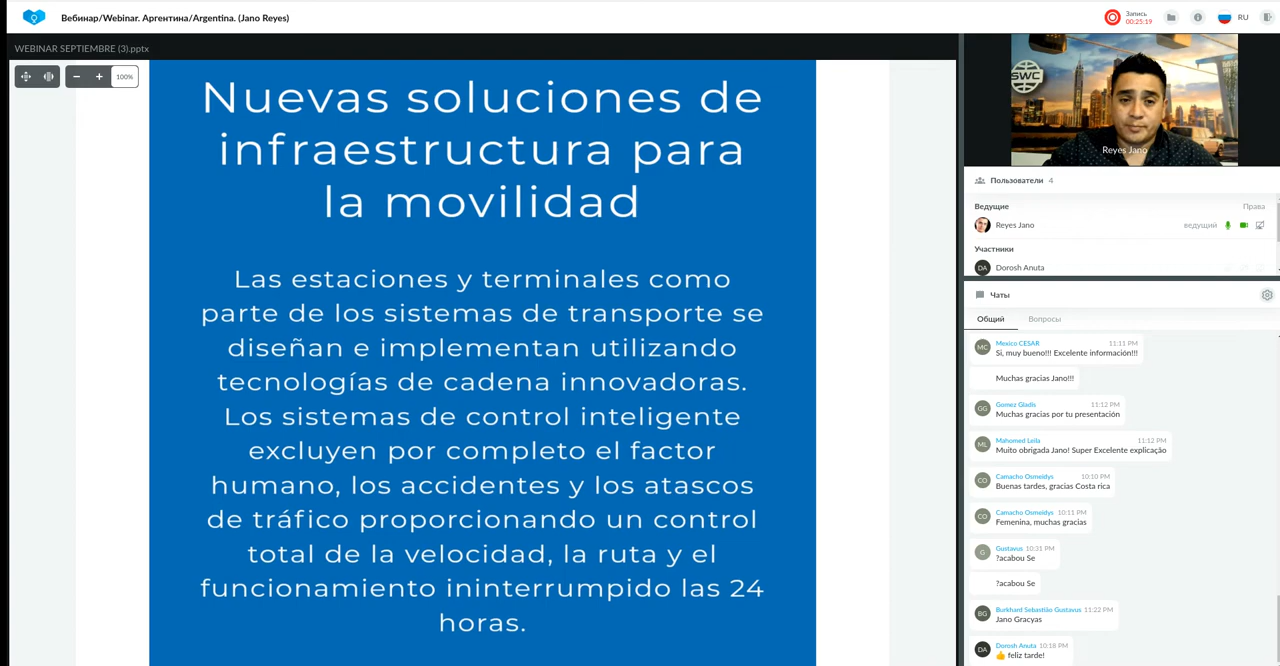 Вебинар/Webinar. Аргентина/Argentina. (Jano Reyes)
Запись
00:25:19
RU
WEBINAR SEPTIEMBRE (3).pptx
100%
Nuevas soluciones de
infraestructura para
la movilidad
Las estaciones y terminales como
parte de los sistemas de transporte se
diseñan e implementan utilizando
tecnologías de cadena innovadoras.
Los sistemas de control inteligente
excluyen por completo el factor
humano, los accidentes y los atascos
de tráfico proporcionando un control
total de la velocidad, la ruta y el
funcionamiento ininterrumpido las 24
horas.
SWC
Reyes Jano
Пользователи 4
Ведущие Права
Reyes Jano ведущий
Участники
DA Dorosh Anuta
Чаты
Общий Вопросы
MC Mexico CESAR 11:11 PM
Si, muy bueno!!! Excelente información!!!
Muchas gracias Jano!!!
GG Gomez Gladis 11:12 PM
Muchas gracias por tu presentación
ML Mahomed Leila 11:12 PM
Muito obrigada Jano! Super Excelente explicação
CO Camacho Osmeidys 10:10 PM
Buenas tardes, gracias Costa rica
CO Camacho Osmeidys 10:11 PM
Femenina, muchas gracias
G Gustavus 10:31 PM
?acabou Se
?acabou Se
BG Burkhard Sebastião Gustavus 11:22 PM
Jano Gracyas
DA Dorosh Anuta 10:18 PM
👍 feliz tarde!